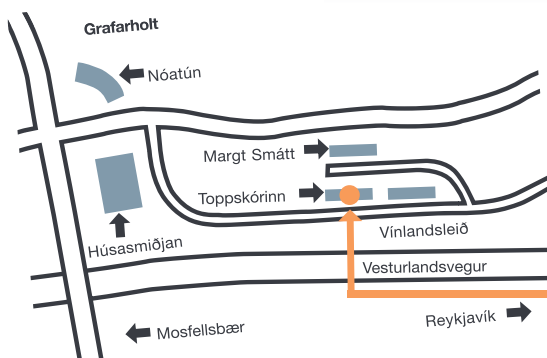 Grafarholt
Nóatún
Margt Smátt
Toppskórinn
Vínlandsleið
Húsasmiðjan
Vesturlandsvegur
Reykjavík
Mosfellsbær